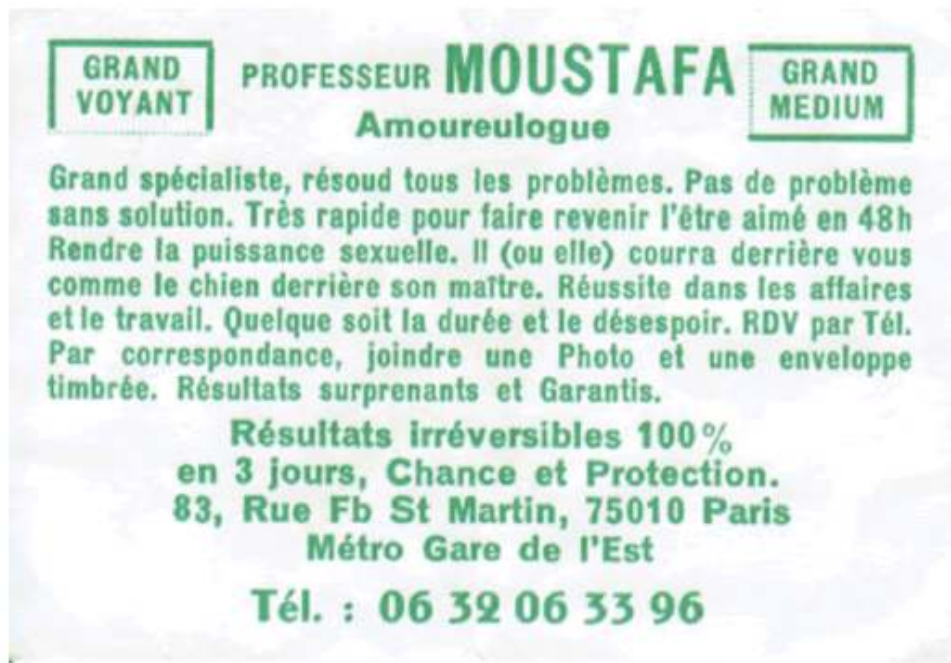 GRAND VOYANT
PROFESSEUR MOUSTAFA
GRAND MEDIUM
Amoureulogue
Grand spécialiste, résoud tous les problèmes. Pas de problème
sans solution. Très rapide pour faire revenir l'être aimé en 48h
Rendre la puissance sexuelle. Il (ou elle) courra derrière vous
comme le chien derrière son maître. Réussite dans les affaires
et le travail. Quelque soit la durée et le désespoir. RDV par Tél.
Par correspondance, joindre une Photo et une enveloppe
timbrée. Résultats surprenants et Garantis.
Résultats irréversibles 100%
en 3 jours, Chance et Protection.
83, Rue Fb St Martin, 75010 Paris
Métro Gare de l'Est
Tél. : 06 32 06 33 96